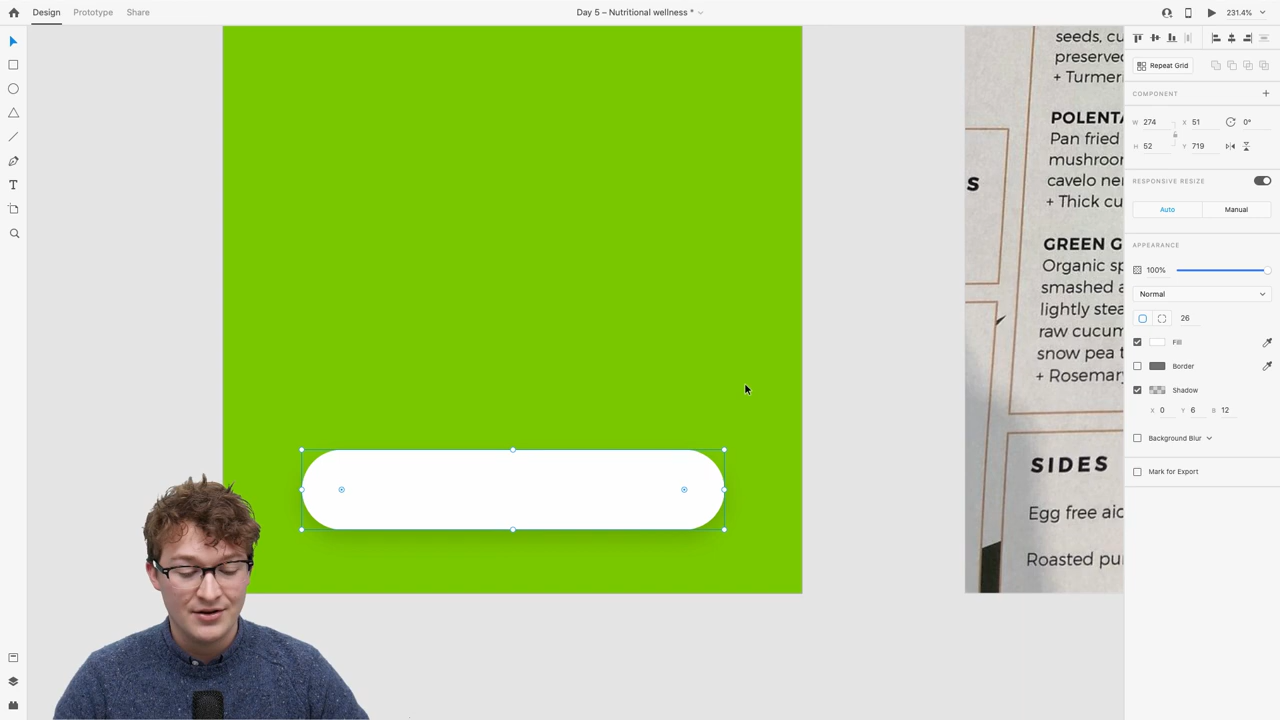 Design
Prototype
Share
Day 5 – Nutritional wellness *
231.4%
Repeat Grid
COMPONENT
W 274
X 51
0°
H 52
Y 719
RESPONSIVE RESIZE
Auto
Manual
APPEARANCE
100%
Normal
26
Fill
Border
Shadow
X 0
Y 6
B 12
Background Blur
Mark for Export
T
seeds, cu
preserve
+ Turmer
POLENTA
Pan fried
mushroo
cavelo ne
+ Thick cu
S
GREEN G
Organic sp
smashed a
lightly stea
raw cucum
snow pea t
+ Rosemary
SIDES
Egg free aio
Roasted pu